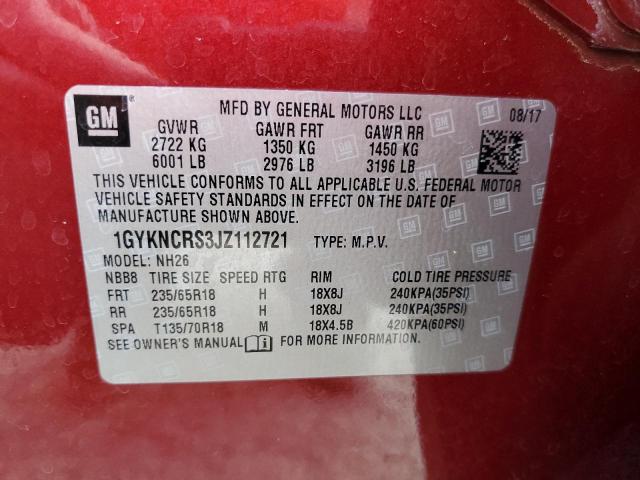 GM
MFD BY GENERAL MOTORS LLC 08/17
GVWR GAWR FRT GAWR RR
2722 KG 1350 KG 1450 KG
6001 LB 2976 LB 3196 LB
THIS VEHICLE CONFORMS TO ALL APPLICABLE U.S. FEDERAL MOTOR
VEHICLE SAFETY STANDARDS IN EFFECT ON THE DATE OF
MANUFACTURE SHOWN ABOVE.
1GYKNCRS3JZ112721 TYPE: M.P.V.
MODEL: NH26
NBB8 TIRE SIZE SPEED RTG RIM COLD TIRE PRESSURE
FRT 235/65R18 H 18X8J 240KPA(35PSI)
RR 235/65R18 H 18X8J 240KPA(35PSI)
SPA T135/70R18 M 18X4.5B 420KPA(60PSI)
SEE OWNER'S MANUAL FOR MORE INFORMATION.